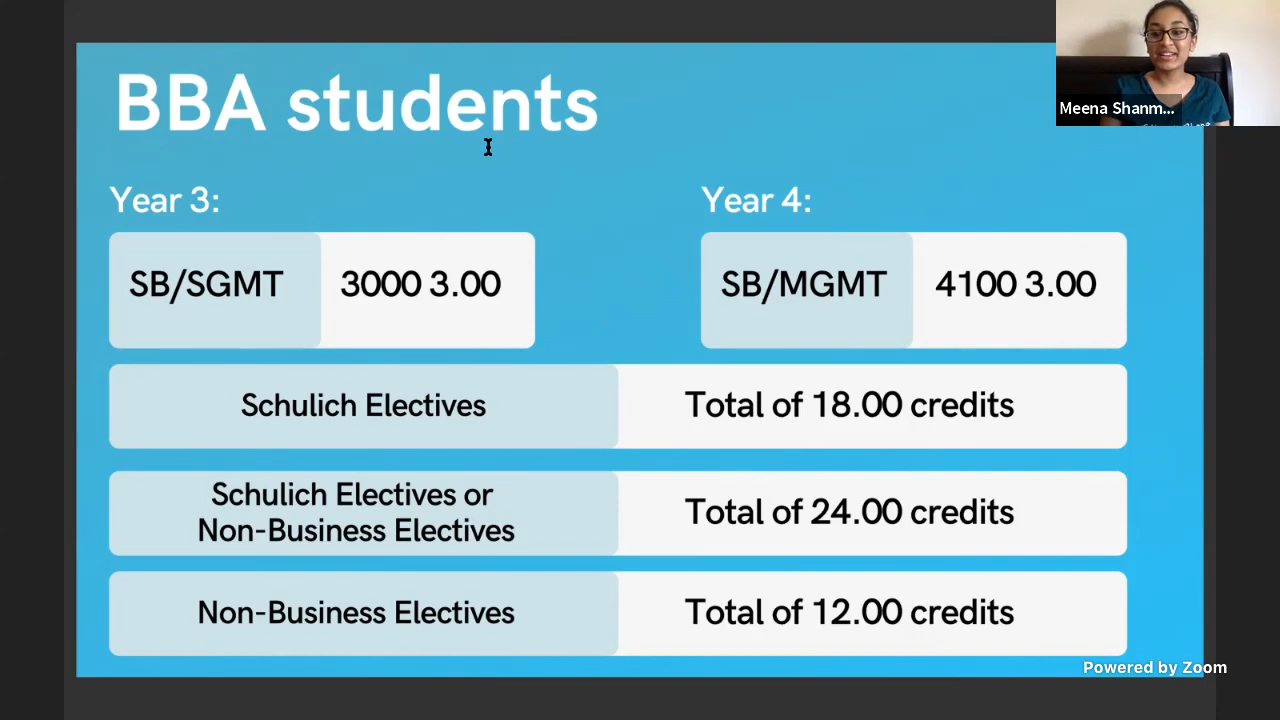 BBA students
Meena Shanm...
Year 3:
Year 4:
SB/SGMT 3000 3.00
SB/MGMT 4100 3.00
Schulich Electives
Total of 18.00 credits
Schulich Electives or
Non-Business Electives
Total of 24.00 credits
Non-Business Electives
Total of 12.00 credits
Powered by Zoom